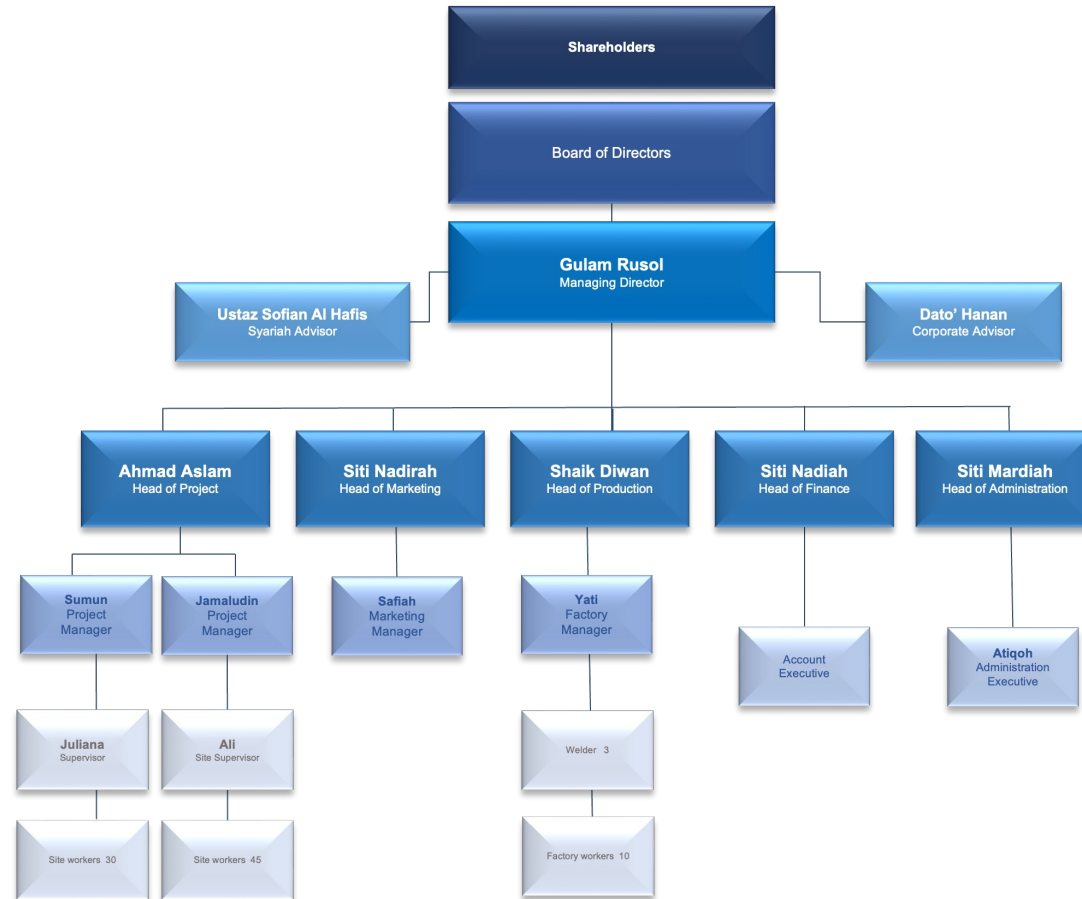 Shareholders
Board of Directors
Gulam Rusol
Managing Director
Ustaz Sofian Al Hafis
Syariah Advisor
Dato’ Hanan
Corporate Advisor
Ahmad Aslam
Head of Project
Siti Nadirah
Head of Marketing
Shaik Diwan
Head of Production
Siti Nadiah
Head of Finance
Siti Mardiah
Head of Administration
Sumun
Project
Manager
Jamaludin
Project
Manager
Safiah
Marketing
Manager
Yati
Factory
Manager
Account
Executive
Atiqoh
Administration
Executive
Juliana
Supervisor
Ali
Site Supervisor
Welder 3
Site workers 30
Site workers 45
Factory workers 10